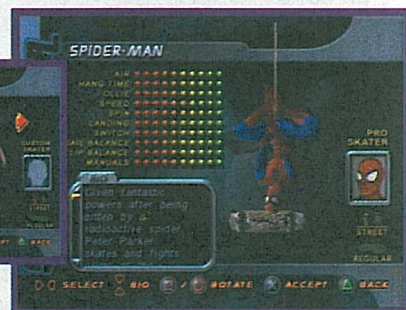 SPIDER-MAN
AIR
HANG TIME
OLLIE
SPEED
SPIN
LANDING
SWITCH
RAIL BALANCE
LIP BALANCE
MANUALS
BIO
Given fantastic
powers after being
bitten by a
radioactive spider
Peter Parker
skates and fights
CUSTOM
SKATER
STREET
REGULAR
BACK
PRO
SKATER
STREET
REGULAR
SELECT BIO / ROTATE ACCEPT BACK